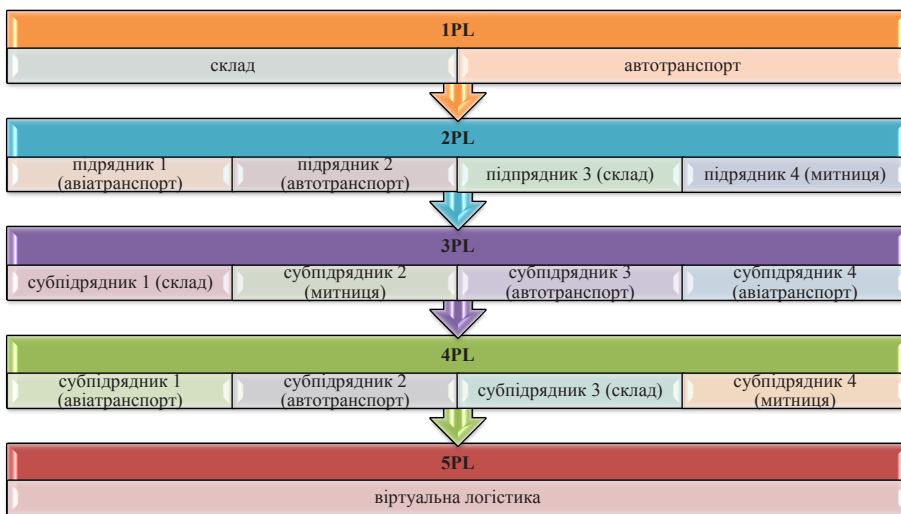 1PL
склад
автотранспорт
2PL
підрядник 1
(авіатранспорт)
підрядник 2
(автотранспорт)
підпрядник 3 (склад)
підрядник 4 (митниця)
3PL
субпідрядник 1 (склад)
субпідрядник 2
(митниця)
субпідрядник 3
(автотранспорт)
субпідрядник 4
(авіатранспорт)
4PL
субпідрядник 1
(авіатранспорт)
субпідрядник 2
(автотранспорт)
субпідрядник 3 (склад)
субпідрядник 4
(митниця)
5PL
віртуальна логістика